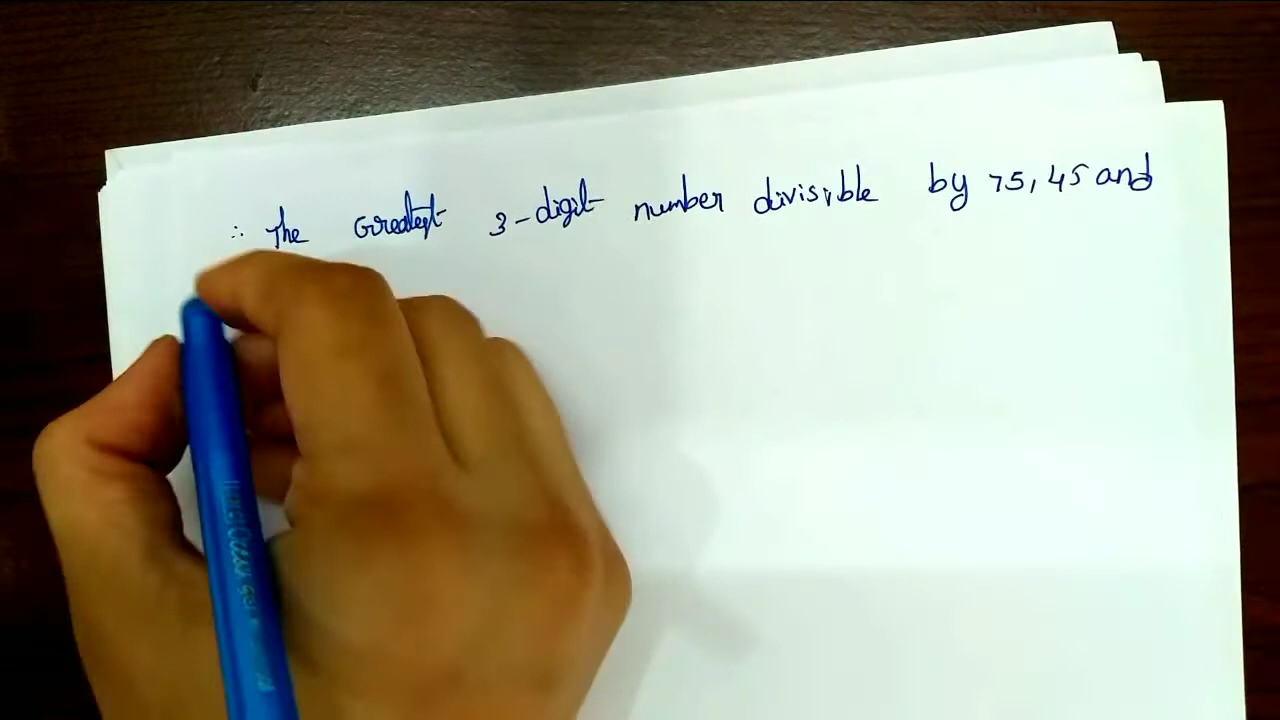 ∴ The Greatest 3-digit number divisible by 75, 45 and